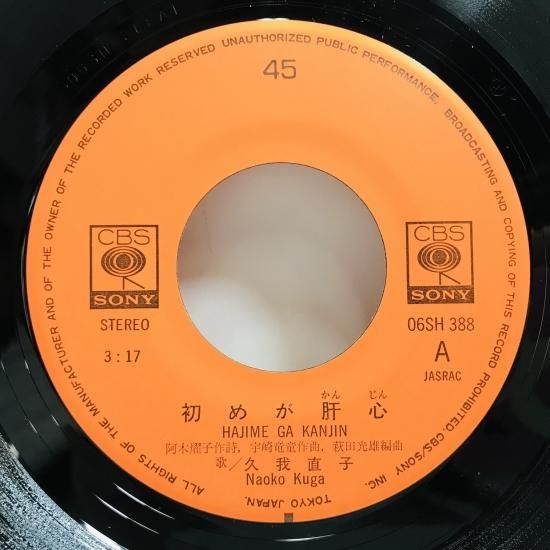 ALL RIGHTS OF THE MANUFACTURER AND OF THE OWNER OF THE RECORDED WORK RESERVED UNAUTHORIZED PUBLIC PERFORMANCE, BROADCASTING AND COPYING OF THIS RECORD PROHIBITED. CBS/SONY INC. TOKYO JAPAN.
45
CBS
SONY
STEREO
3:17
CBS
SONY
06SH 388
A
JASRAC
かん じん
初めが肝心
HAJIME GA KANJIN
阿木燿子作詩, 宇崎竜童作曲, 萩田光雄編曲
歌/久我直子
Naoko Kuga